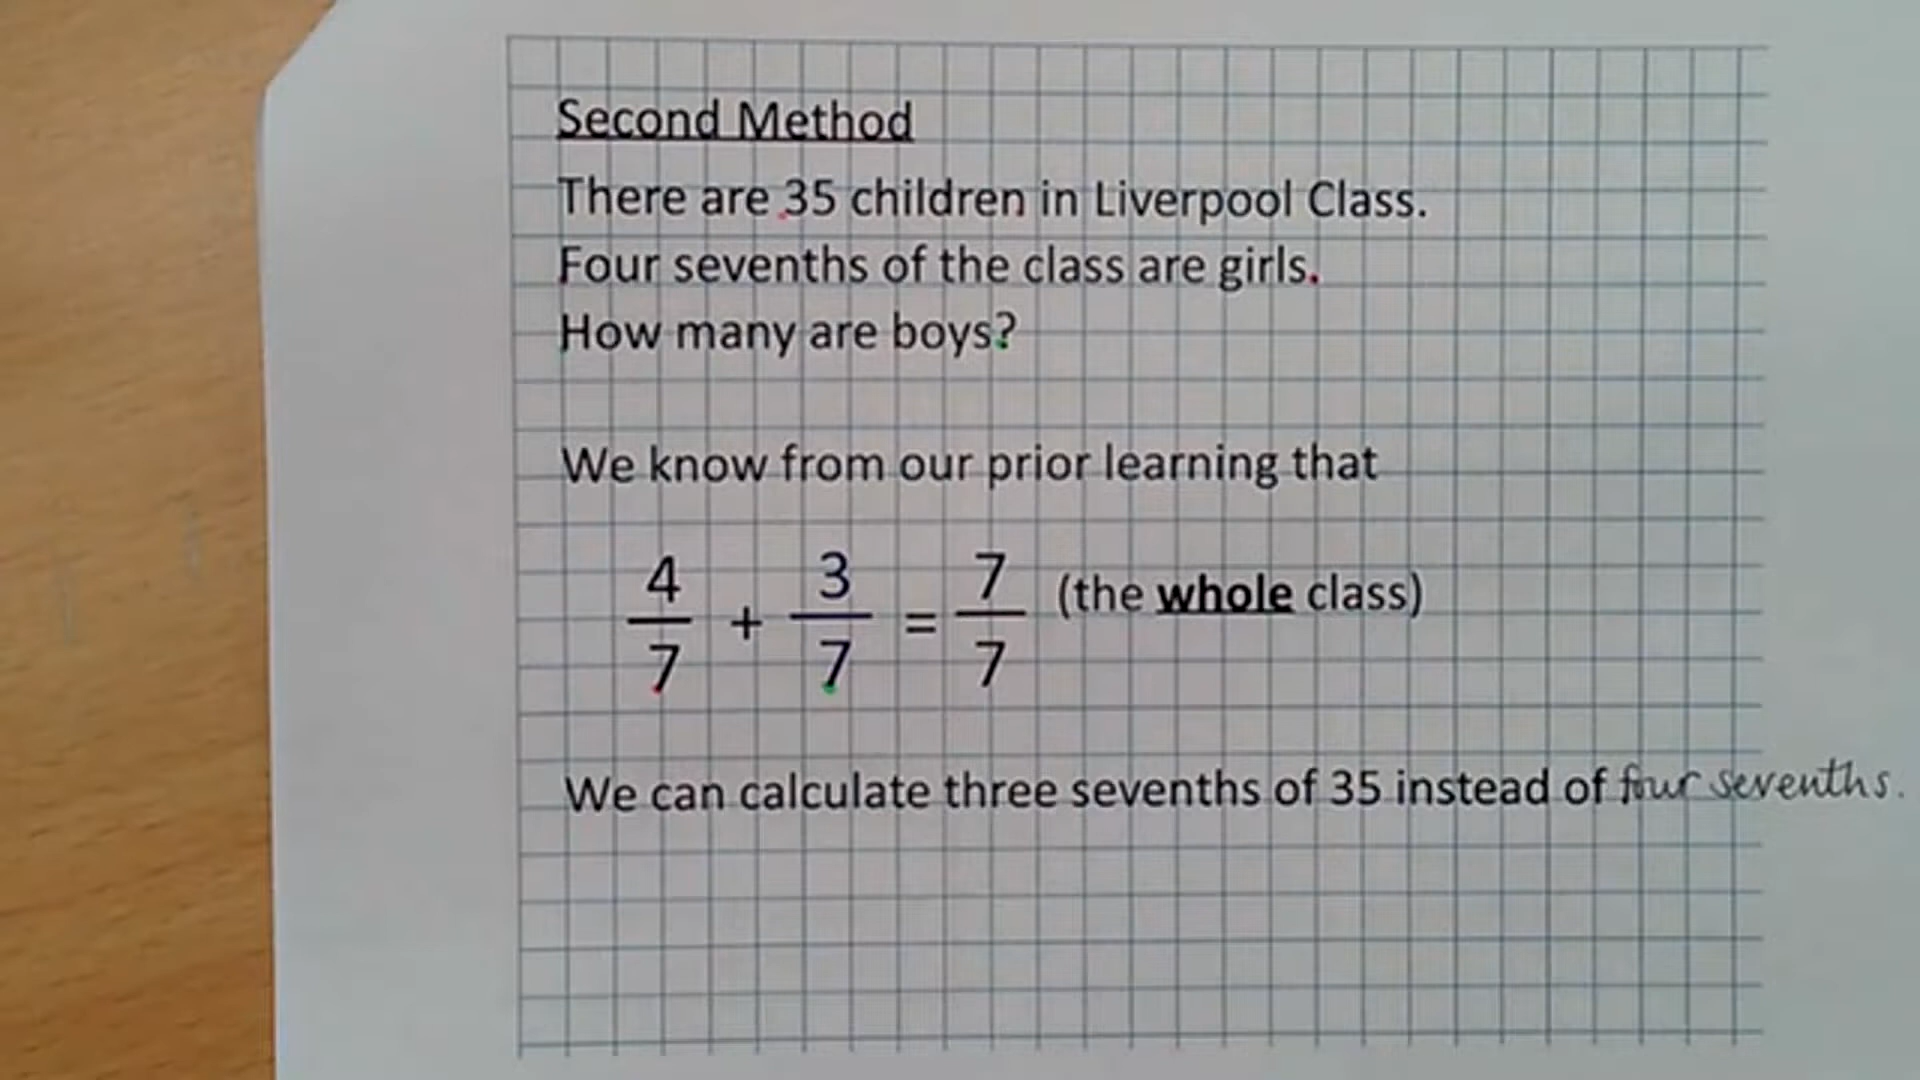 Second Method
There are 35 children in Liverpool Class.
Four sevenths of the class are girls.
How many are boys?
We know from our prior learning that
4/7 + 3/7 = 7/7 (the whole class)
We can calculate three sevenths of 35 instead of four sevenths.